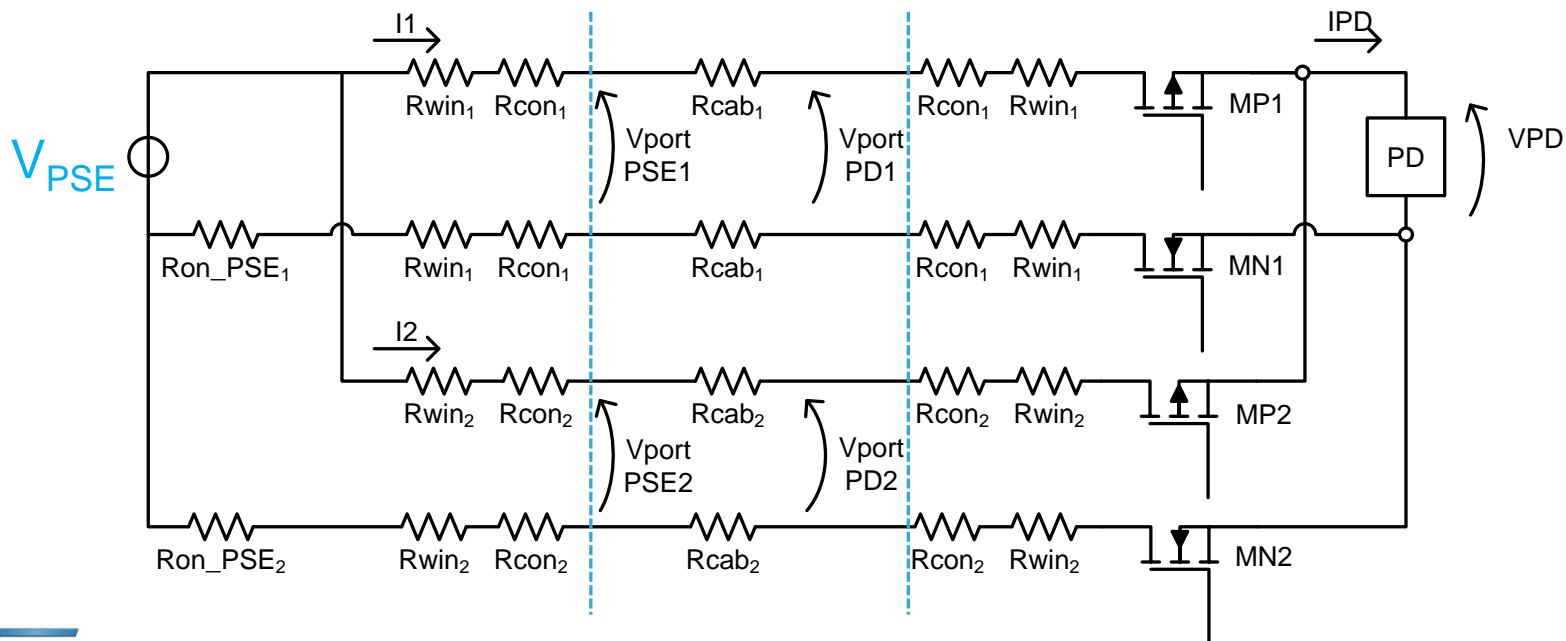 I1
IPD
Rwin₁ Rcon₁ Rcab₁ Rcon₁ Rwin₁ MP1
V_PSE
Vport
PSE1
Vport
PD1
PD
VPD
Ron_PSE₁ Rwin₁ Rcon₁ Rcab₁ Rcon₁ Rwin₁ MN1
I2
Rwin₂ Rcon₂ Rcab₂ Rcon₂ Rwin₂ MP2
Vport
PSE2
Vport
PD2
Ron_PSE₂ Rwin₂ Rcon₂ Rcab₂ Rcon₂ Rwin₂ MN2